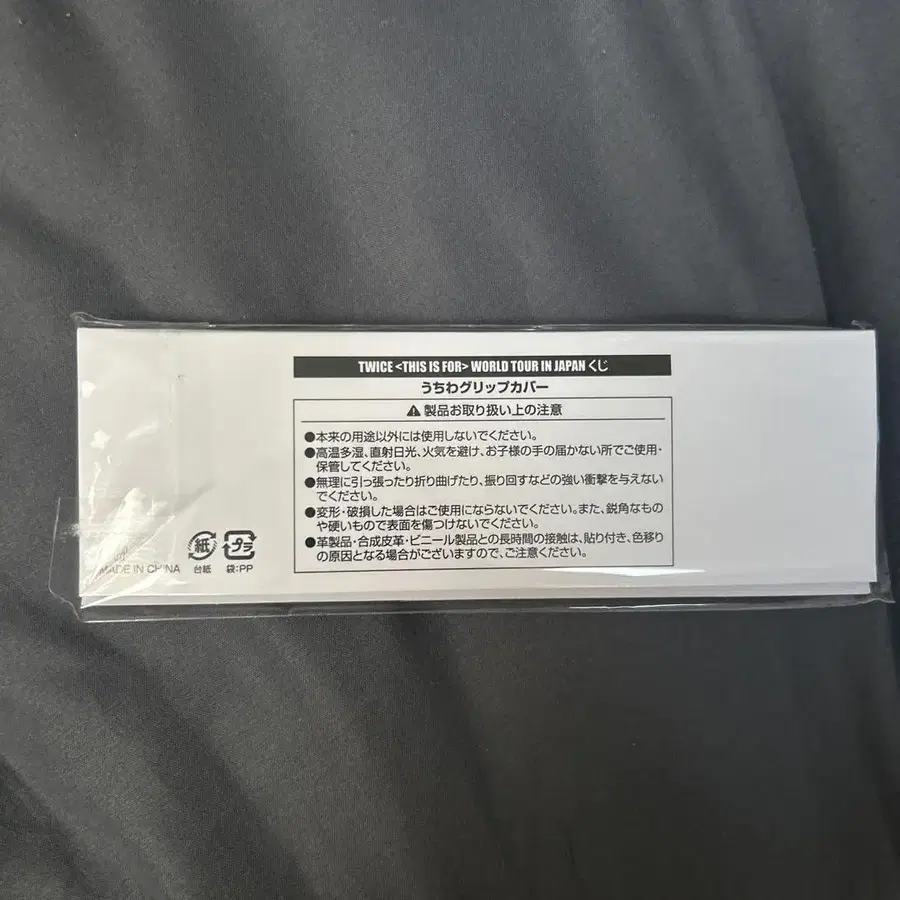 TWICE <THIS IS FOR> WORLD TOUR IN JAPAN くじ
うちわグリップカバー
⚠製品お取り扱い上の注意
●本来の用途以外には使用しないでください。
●高温多湿、直射日光、火気を避け、お子様の手の届かない所でご使用・
保管してください。
●無理に引っ張ったり折り曲げたり、振り回すなどの強い衝撃を与えない
でください。
●変形・破損した場合はご使用にならないでください。また、鋭角なもの
や硬いもので表面を傷つけないでください。
●革製品・合成皮革・ビニール製品との長時間の接触は、貼り付き、色移り
の原因となる場合がございますので、ご注意ください。
紙 プラ
MADE IN CHINA 台紙 袋:PP